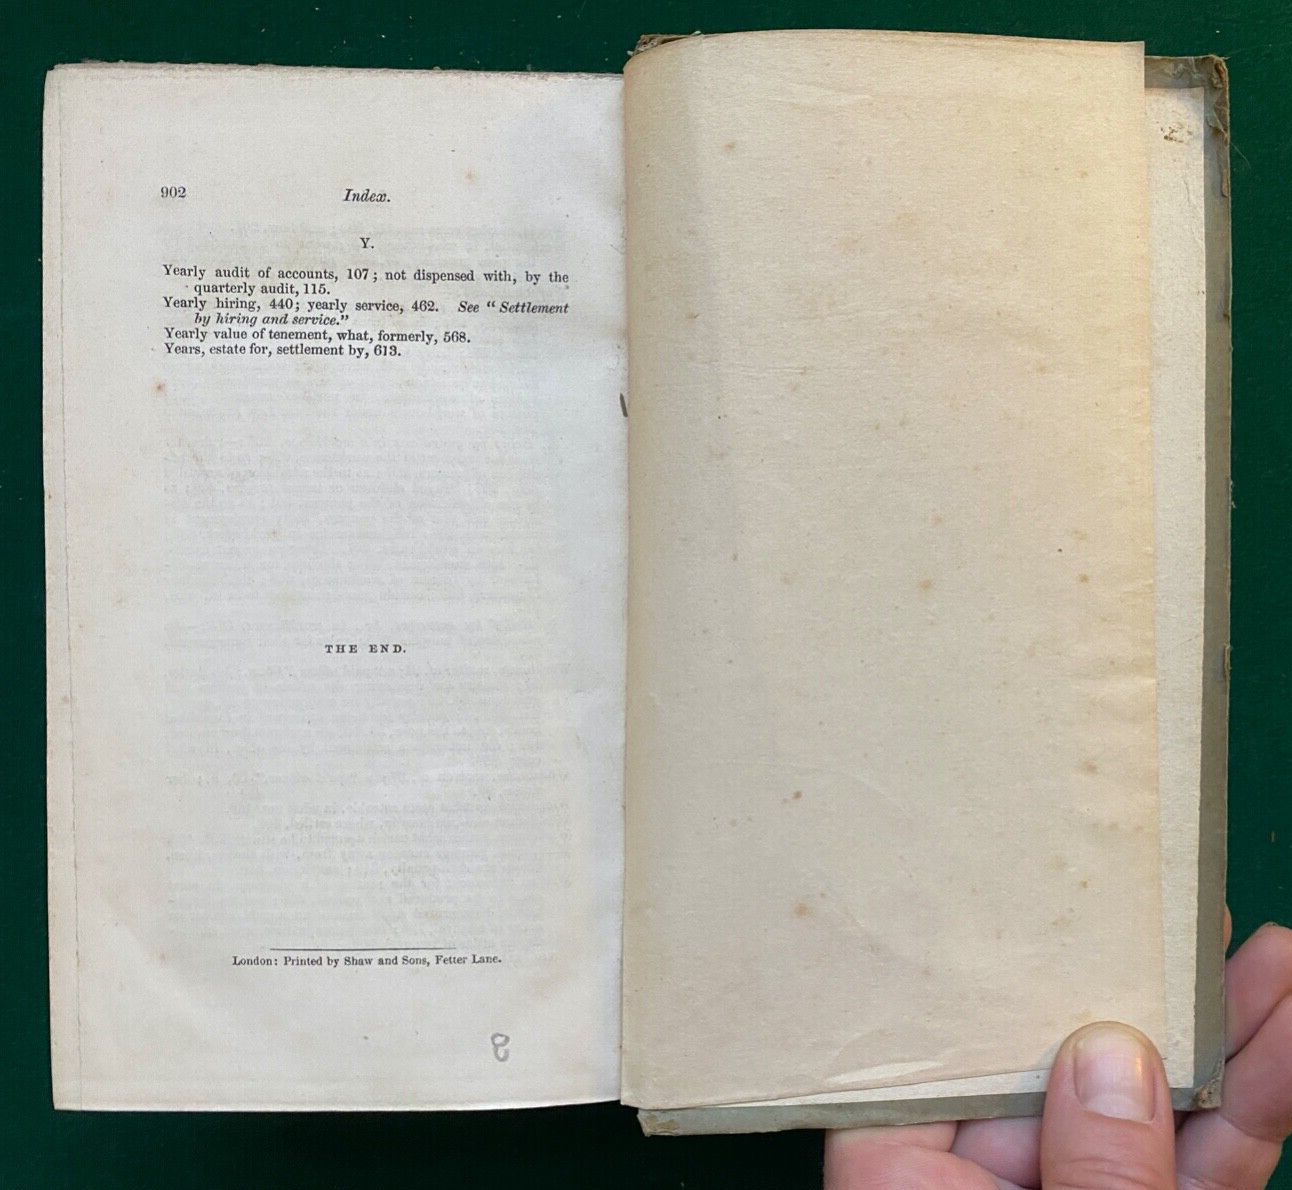 902
Index.
Y.
Yearly audit of accounts, 107; not dispensed with, by the
quarterly audit, 115.
Yearly hiring, 440; yearly service, 462. See "Settlement
by hiring and service."
Yearly value of tenement, what, formerly, 568.
Years, estate for, settlement by, 613.
THE END.
London: Printed by Shaw and Sons, Fetter Lane.